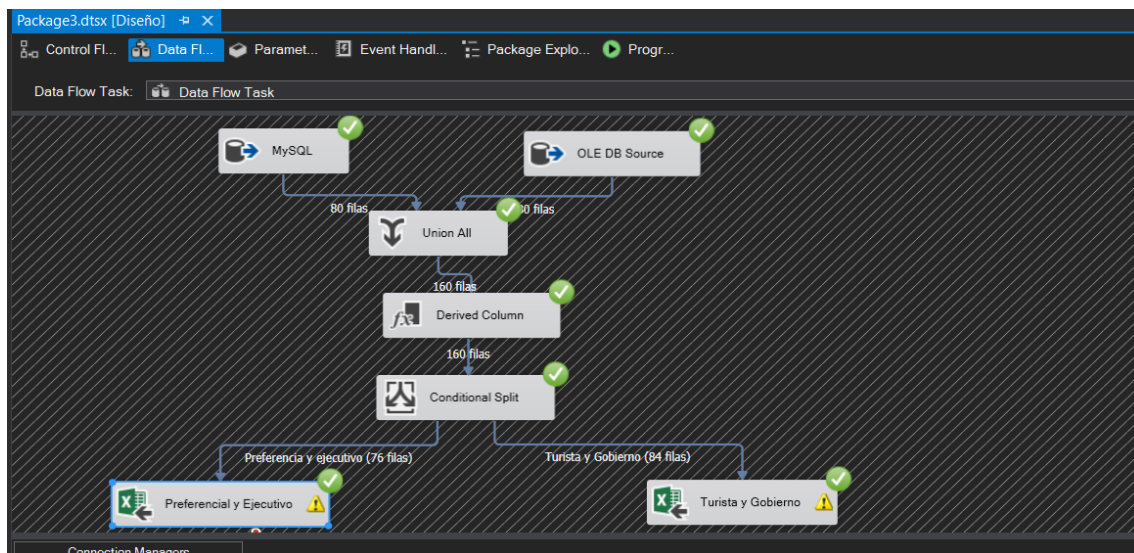 Package3.dtsx [Diseño]
Control Fl... Data Fl... Paramet... Event Handl... Package Explo... Progr...
Data Flow Task: Data Flow Task
MySQL
OLE DB Source
80 filas
0 filas
Union All
160 filas
Derived Column
160 filas
Conditional Split
Preferencia y ejecutivo (76 filas)
Turista y Gobierno (84 filas)
Preferencial y Ejecutivo
Turista y Gobierno
Connection Managers